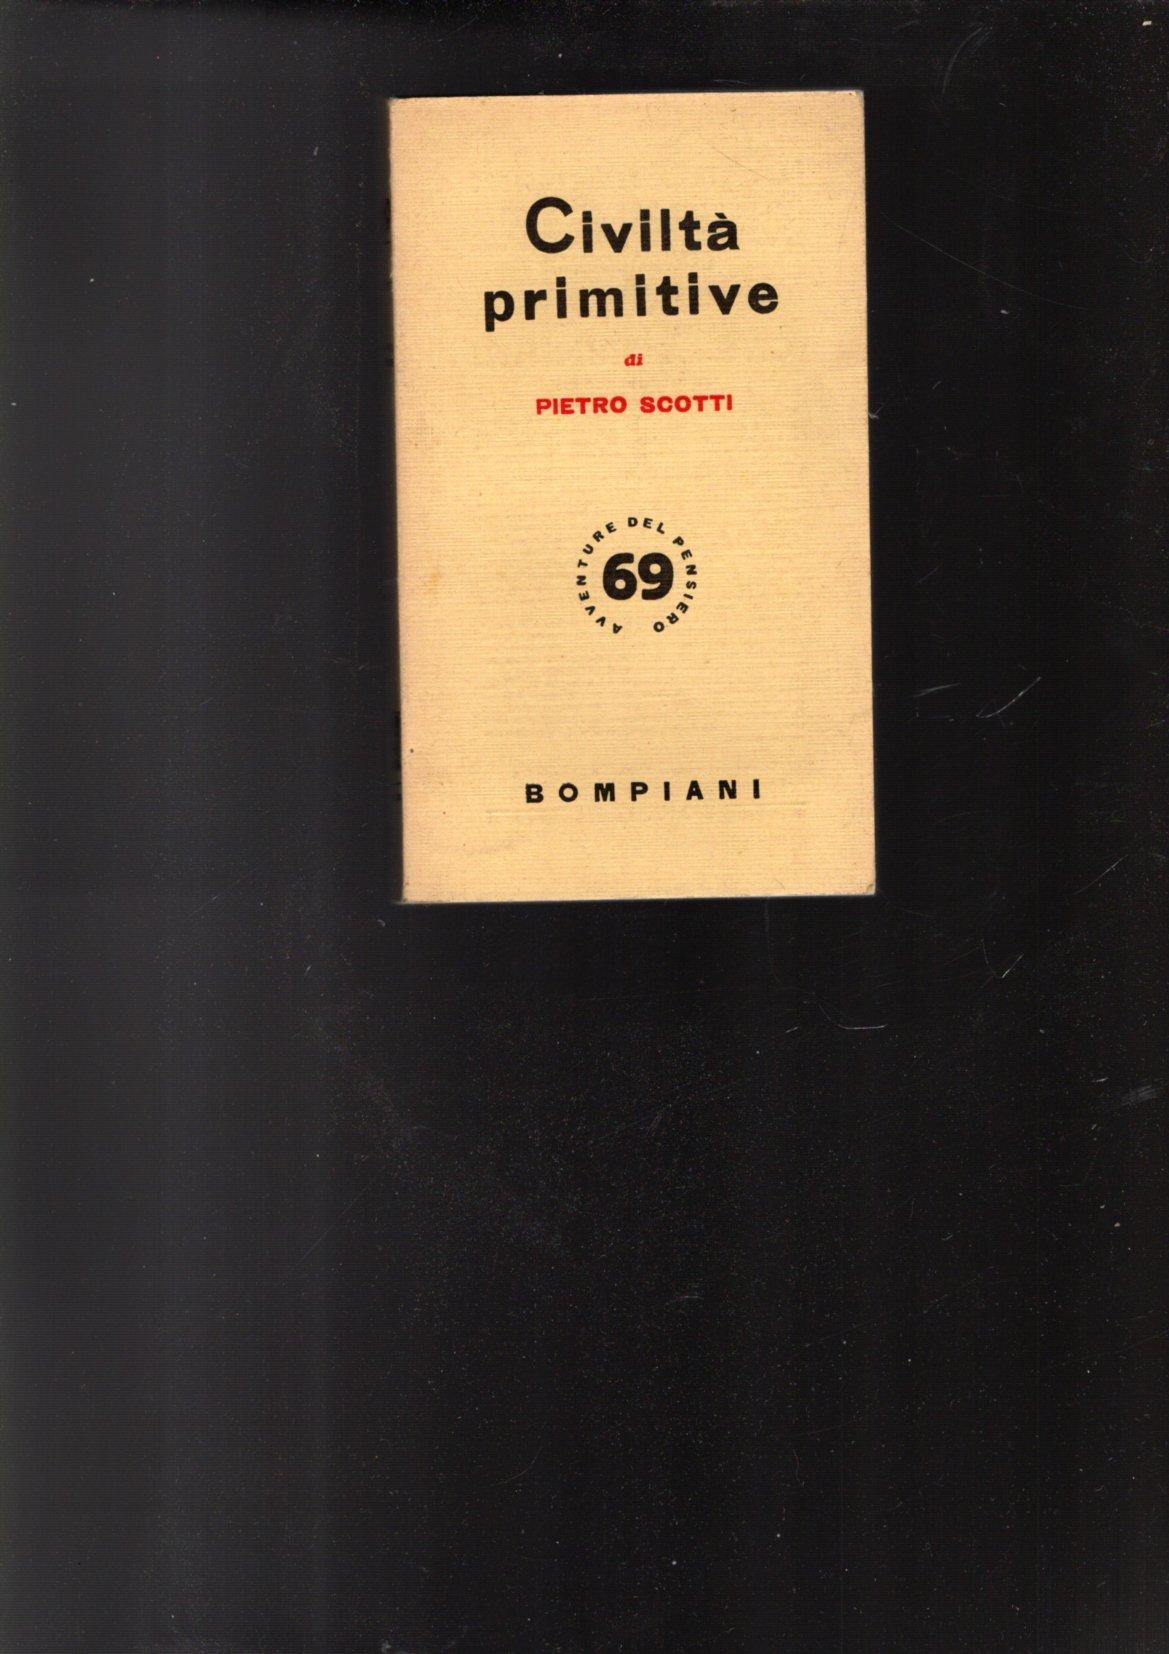 Civiltà
primitive
di
PIETRO SCOTTI
AVVENTURE DEL PENSIERO
69
BOMPIANI